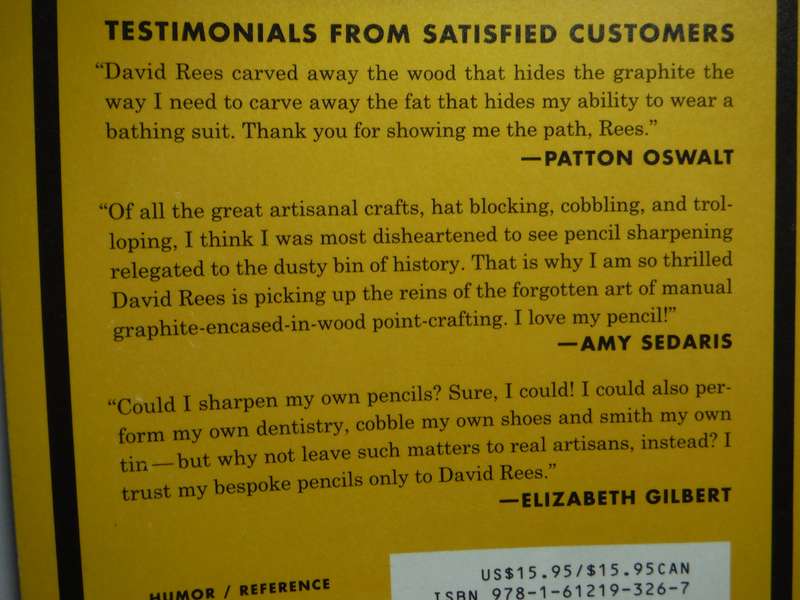 TESTIMONIALS FROM SATISFIED CUSTOMERS
“David Rees carved away the wood that hides the graphite the
way I need to carve away the fat that hides my ability to wear a
bathing suit. Thank you for showing me the path, Rees.”
—PATTON OSWALT
“Of all the great artisanal crafts, hat blocking, cobbling, and trol-
loping, I think I was most disheartened to see pencil sharpening
relegated to the dusty bin of history. That is why I am so thrilled
David Rees is picking up the reins of the forgotten art of manual
graphite-encased-in-wood point-crafting. I love my pencil!”
—AMY SEDARIS
“Could I sharpen my own pencils? Sure, I could! I could also per-
form my own dentistry, cobble my own shoes and smith my own
tin — but why not leave such matters to real artisans, instead? I
trust my bespoke pencils only to David Rees.”
—ELIZABETH GILBERT
US$15.95/$15.95CAN
HUMOR / REFERENCE
ISBN 978-1-61219-326-7